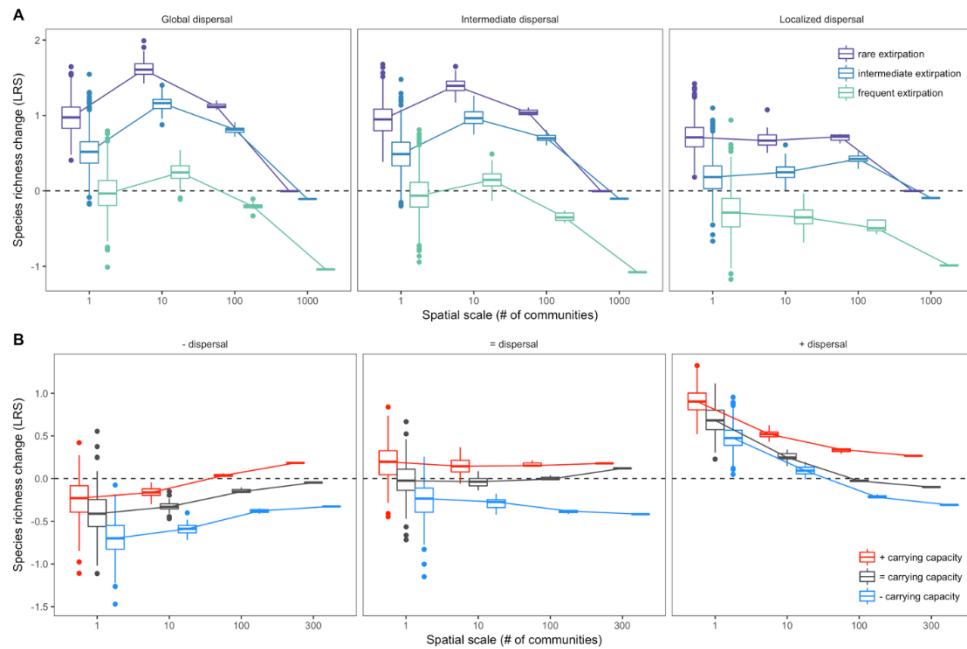 A
Global dispersal
Intermediate dispersal
Localized dispersal
Species richness change (LRS)
2
1
0
-1
rare extirpation
intermediate extirpation
frequent extirpation
1 10 100 1000
1 10 100 1000
1 10 100 1000
Spatial scale (# of communities)
B
- dispersal
= dispersal
+ dispersal
Species richness change (LRS)
1.0
0.5
0.0
-0.5
-1.0
-1.5
+ carrying capacity
= carrying capacity
- carrying capacity
1 10 100 300
1 10 100 300
1 10 100 300
Spatial scale (# of communities)